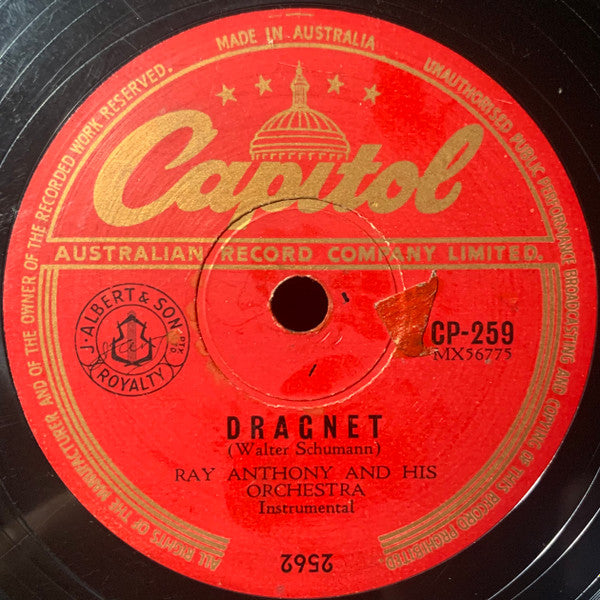 MADE IN AUSTRALIA
ALL RIGHTS OF THE MANUFACTURER AND OF THE OWNER OF THE RECORDED WORK RESERVED.
UNAUTHORISED PUBLIC PERFORMANCE BROADCASTING AND COPYING OF THIS RECORD PROHIBITED.
Capitol
AUSTRALIAN RECORD COMPANY LIMITED.
J. ALBERT & SON PTY LTD
ROYALTY
CP-259
MX56775
DRAGNET
(Walter Schumann)
RAY ANTHONY AND HIS
ORCHESTRA
Instrumental
2562